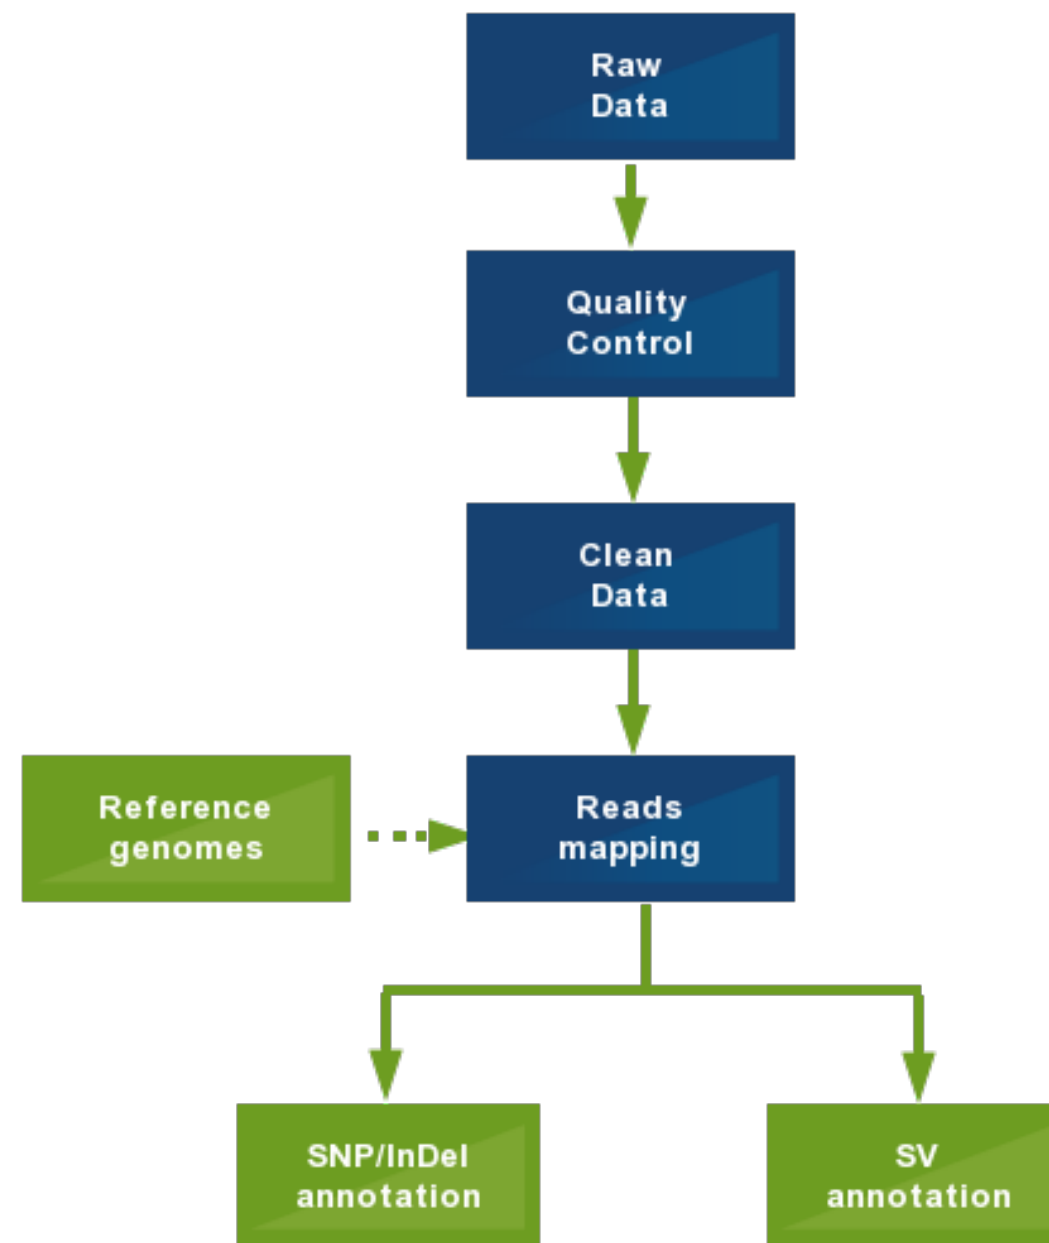 Raw
Data
Quality
Control
Clean
Data
Reference
genomes
Reads
mapping
SNP/InDel
annotation
SV
annotation